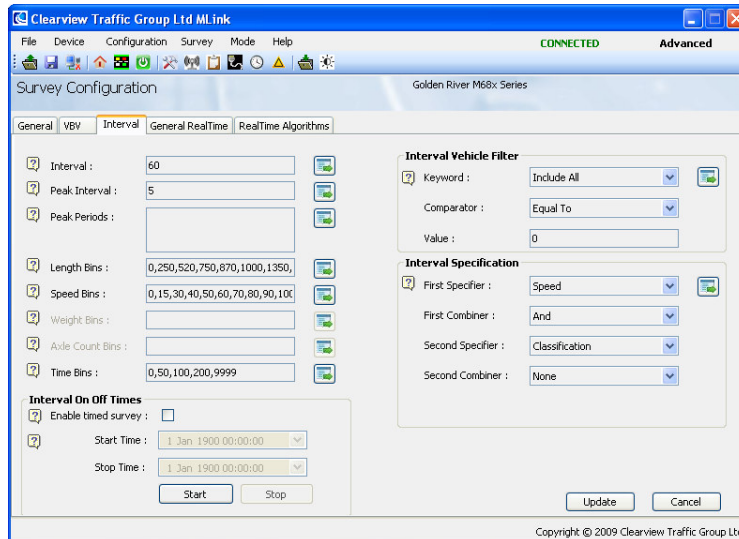 Clearview Traffic Group Ltd MLink
File Device Configuration Survey Mode Help CONNECTED Advanced
Survey Configuration Golden River M68x Series
General VBV Interval General RealTime RealTime Algorithms
Interval : 60
Peak Interval : 5
Peak Periods :
Length Bins : 0,250,520,750,870,1000,1350,
Speed Bins : 0,15,30,40,50,60,70,80,90,100
Weight Bins :
Axle Count Bins :
Time Bins : 0,50,100,200,9999
Interval On Off Times
Enable timed survey :
Start Time : 1 Jan 1900 00:00:00
Stop Time : 1 Jan 1900 00:00:00
Start Stop
Interval Vehicle Filter
Keyword : Include All
Comparator : Equal To
Value : 0
Interval Specification
First Specifier : Speed
First Combiner : And
Second Specifier : Classification
Second Combiner : None
Update Cancel
Copyright © 2009 Clearview Traffic Group Ltd